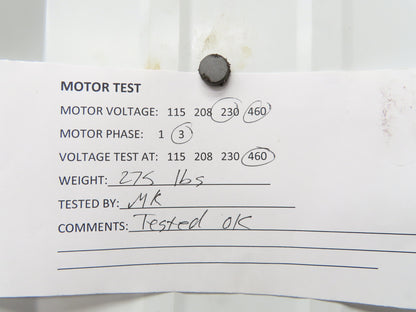 MOTOR TEST
MOTOR VOLTAGE: 115 208 230 460
MOTOR PHASE: 1 3
VOLTAGE TEST AT: 115 208 230 460
WEIGHT: 275 lbs
TESTED BY: MR
COMMENTS: Tested OK